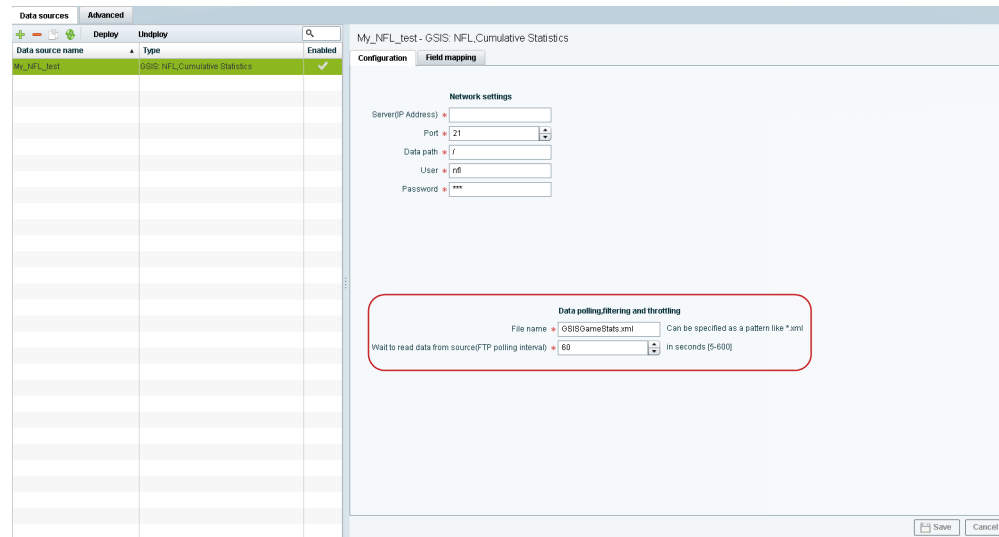 Data sources Advanced
Deploy Undploy
Data source name Type Enabled
My_NFL_test GSIS: NFL,Cumulative Statistics
My_NFL_test - GSIS: NFL,Cumulative Statistics
Configuration Field mapping
Network settings
Server(IP Address) *
Port * 21
Data path * /
User * nfl
Password * ***
Data polling,filtering and throttling
File name * GSISGameStats.xml Can be specified as a pattern like *.xml
Wait to read data from source(FTP polling interval) * 60 in seconds [5-600]
Save Cancel